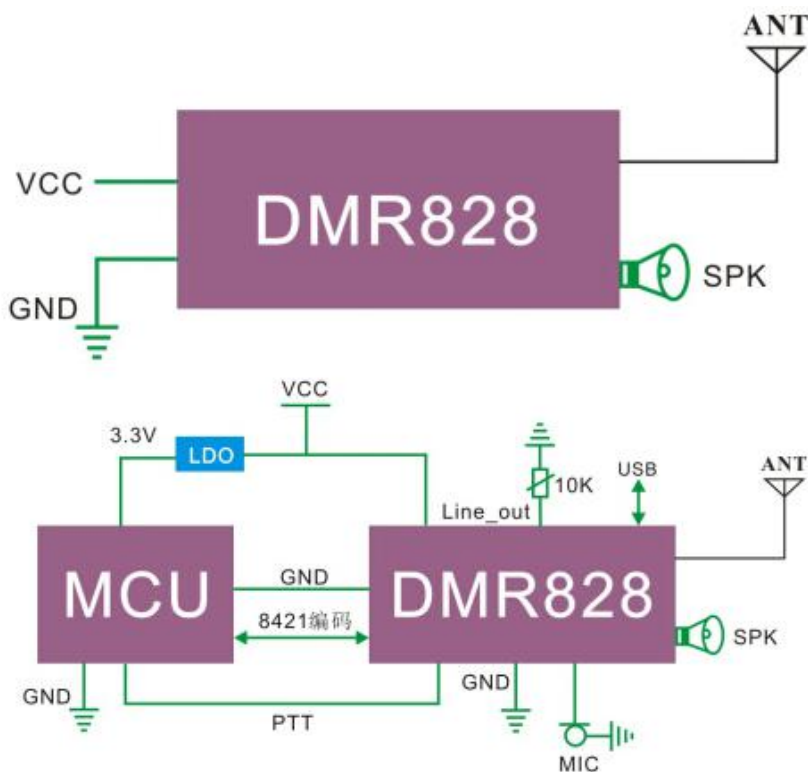 ANT
VCC
DMR828
SPK
GND
VCC
3.3V
LDO
10K
USB
ANT
Line_out
MCU
GND
DMR828
8421编码
SPK
GND
GND
PTT
MIC